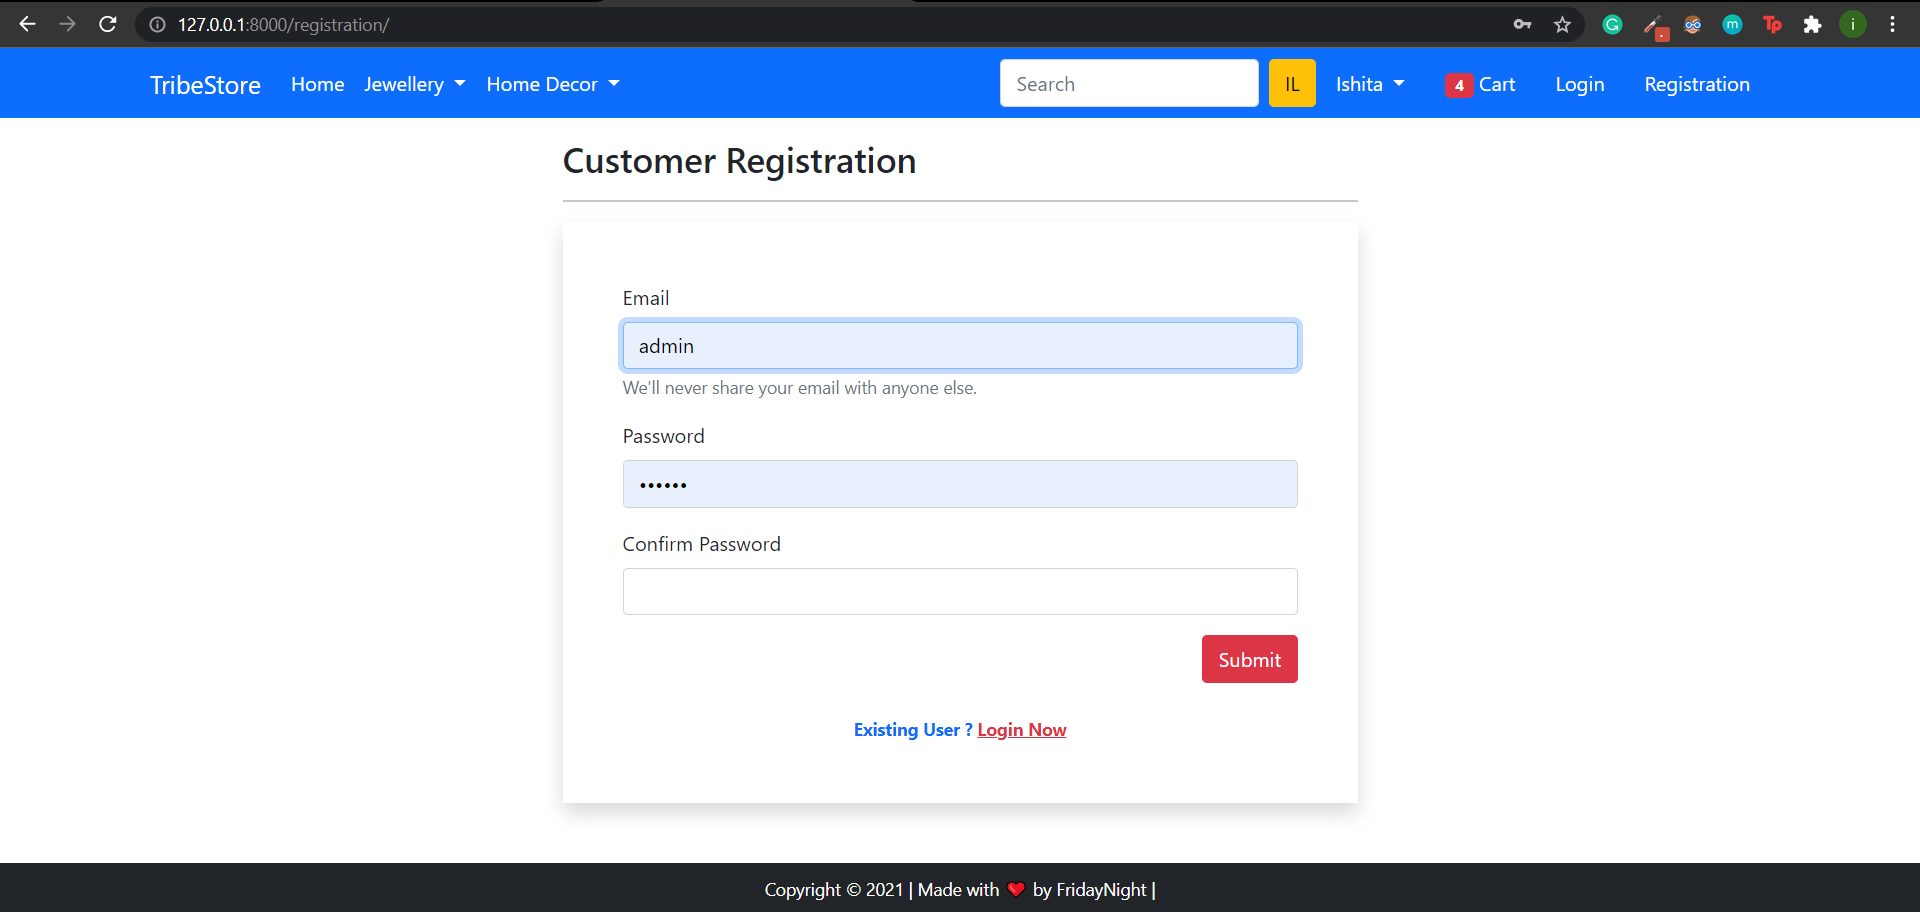 127.0.0.1:8000/registration/
TribeStore Home Jewellery Home Decor Search IL Ishita 4 Cart Login Registration
Customer Registration
Email
admin
We'll never share your email with anyone else.
Password
••••••
Confirm Password
Submit
Existing User ? Login Now
Copyright © 2021 | Made with ❤ by FridayNight |